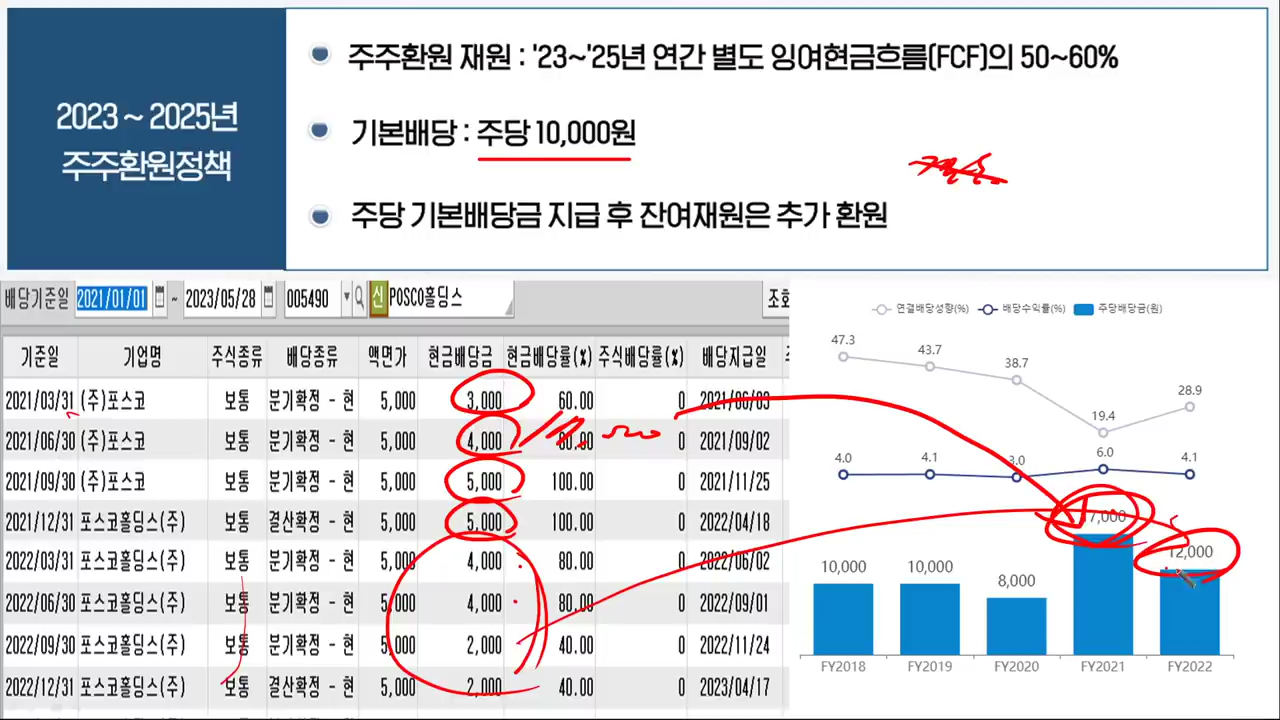 2023 ~ 2025년
주주환원정책
주주환원 재원 : '23~'25년 연간 별도 잉여현금흐름(FCF)의 50~60%
기본배당 : 주당 10,000원
주당 기본배당금 지급 후 잔여재원은 추가 환원
배당기준일 2021/01/01 ~ 2023/05/28 005490 신 POSCO홀딩스 조회
기준일 기업명 주식종류 배당종류 액면가 현금배당금 현금배당률(%) 주식배당률(%) 배당지급일
2021/03/31 (주)포스코 보통 분기확정 - 현 5,000 3,000 60.00 0 2021/06/03
2021/06/30 (주)포스코 보통 분기확정 - 현 5,000 4,000 80.00 0 2021/09/02
2021/09/30 (주)포스코 보통 분기확정 - 현 5,000 5,000 100.00 0 2021/11/25
2021/12/31 포스코홀딩스(주) 보통 결산확정 - 현 5,000 5,000 100.00 0 2022/04/18
2022/03/31 포스코홀딩스(주) 보통 분기확정 - 현 5,000 4,000 80.00 0 2022/06/02
2022/06/30 포스코홀딩스(주) 보통 분기확정 - 현 5,000 4,000 80.00 0 2022/09/01
2022/09/30 포스코홀딩스(주) 보통 분기확정 - 현 5,000 2,000 40.00 0 2022/11/24
2022/12/31 포스코홀딩스(주) 보통 결산확정 - 현 5,000 2,000 40.00 0 2023/04/17
연결배당성향(%) 배당수익률(%) 주당배당금(원)
47.3 43.7 38.7 19.4 28.9
4.0 4.1 3.0 6.0 4.1
10,000 10,000 8,000 17,000 12,000
FY2018 FY2019 FY2020 FY2021 FY2022